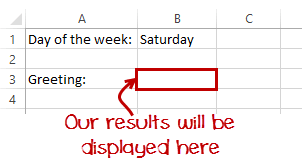 A B C
1 Day of the week: Saturday
2
3 Greeting:
4
Our results will be
displayed here